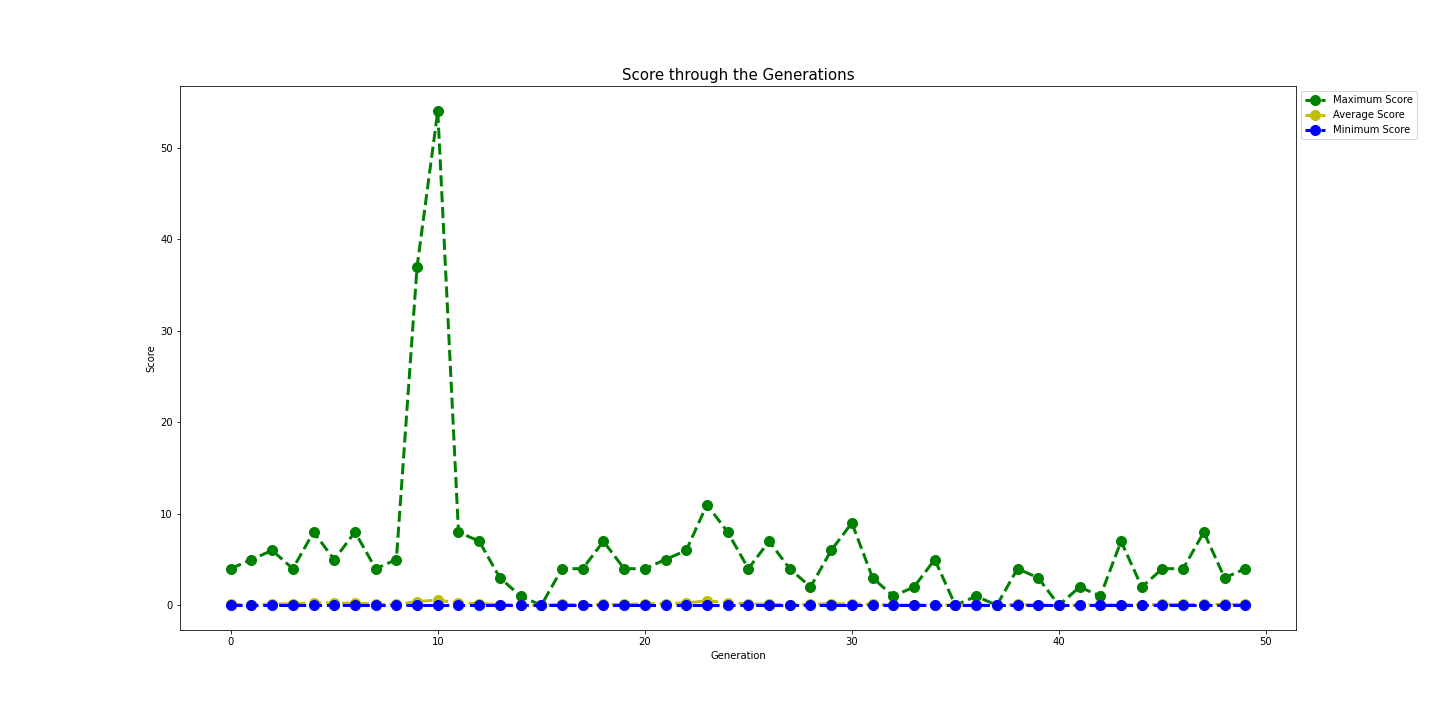 Score through the Generations
Maximum Score
Average Score
Minimum Score
50
40
30
20
10
0
Score
0 10 20 30 40 50
Generation